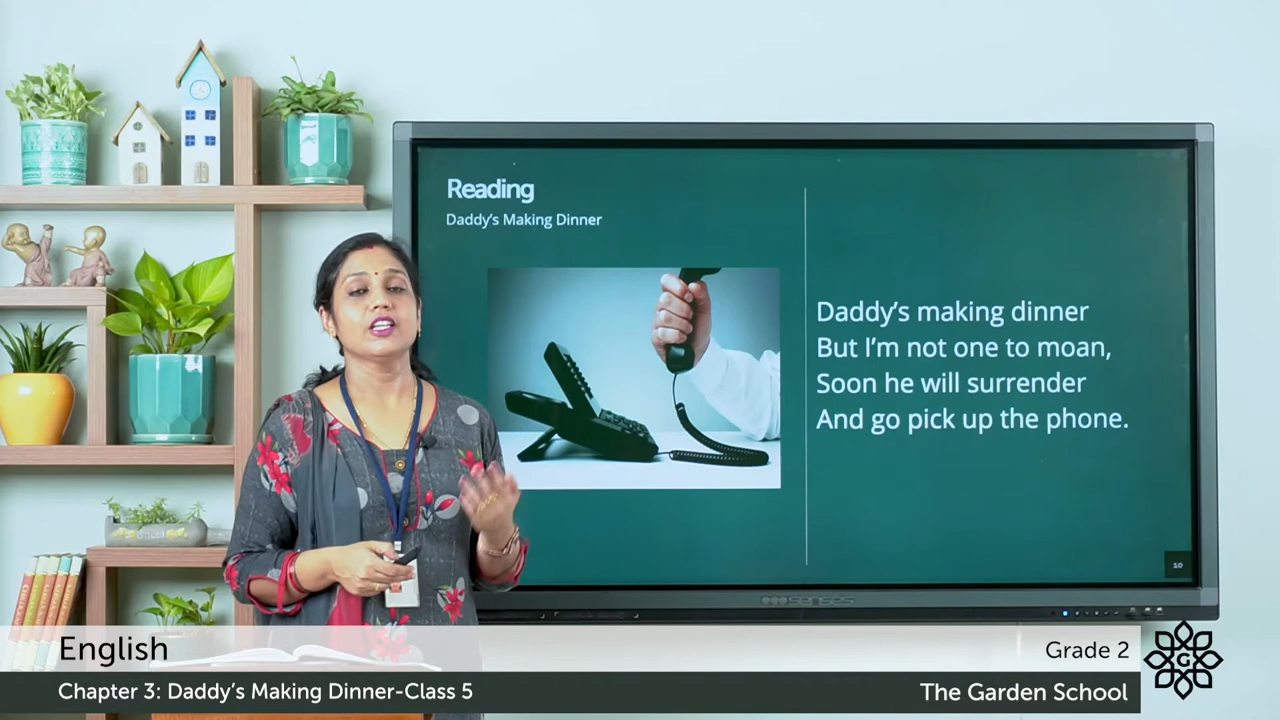 Reading
Daddy's Making Dinner
Daddy's making dinner
But I'm not one to moan,
Soon he will surrender
And go pick up the phone.
10
senses
English
Grade 2
Chapter 3: Daddy's Making Dinner-Class 5
The Garden School
G